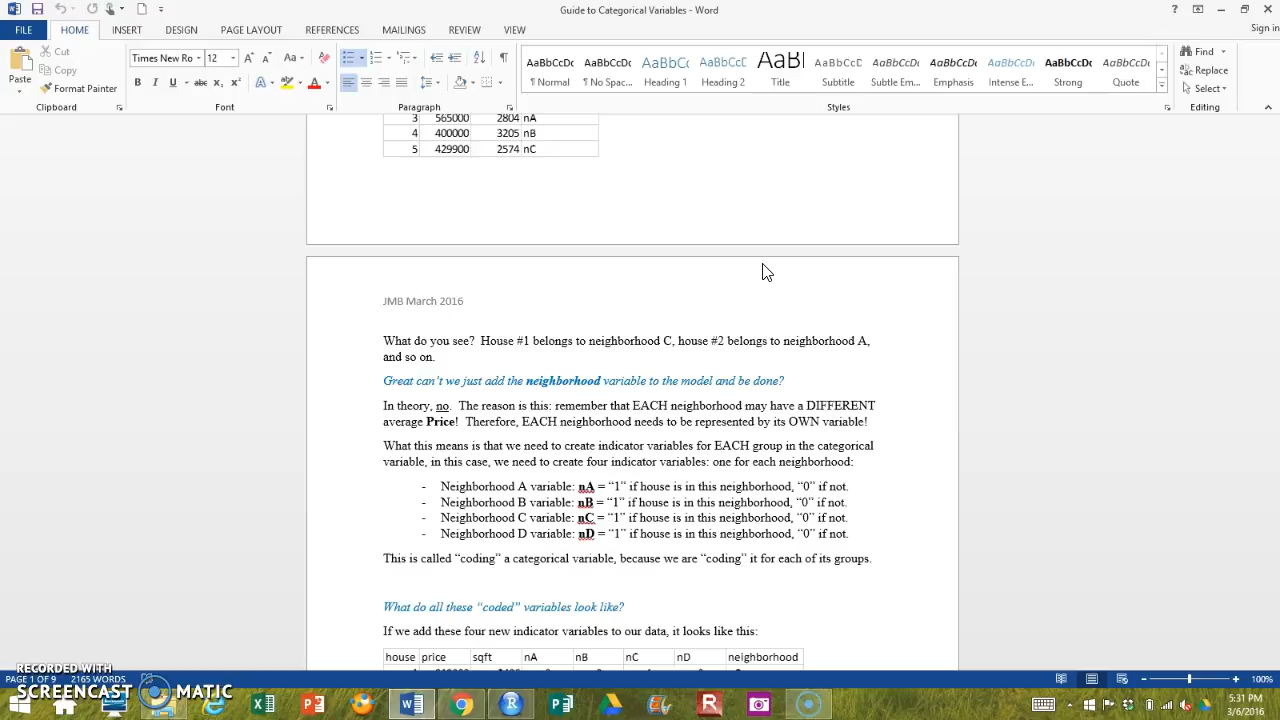 Guide to Categorical Variables - Word
FILE HOME INSERT DESIGN PAGE LAYOUT REFERENCES MAILINGS REVIEW VIEW Sign in
Paste Cut Copy Format Painter
Times New Ro 12
AaBbCcDc AaBbCcDc AaBbCc AaBbCcD AaBl AaBbCcD AaBbCcDc AaBbCcDc AaBbCcDc AaBbCcDc AaBbCcDc
¶ Normal ¶ No Spac... Heading 1 Heading 2 Title Subtitle Subtle Em... Emphasis Intense E... Strong Quote
Find Replace Select
Clipboard Font Paragraph Styles Editing
3 565000 2804 nA
4 400000 3205 nB
5 429900 2574 nC
JMB March 2016
What do you see? House #1 belongs to neighborhood C, house #2 belongs to neighborhood A,
and so on.
Great can't we just add the neighborhood variable to the model and be done?
In theory, no. The reason is this: remember that EACH neighborhood may have a DIFFERENT
average Price! Therefore, EACH neighborhood needs to be represented by its OWN variable!
What this means is that we need to create indicator variables for EACH group in the categorical
variable, in this case, we need to create four indicator variables: one for each neighborhood:
- Neighborhood A variable: nA = “1” if house is in this neighborhood, “0” if not.
- Neighborhood B variable: nB = “1” if house is in this neighborhood, “0” if not.
- Neighborhood C variable: nC = “1” if house is in this neighborhood, “0” if not.
- Neighborhood D variable: nD = “1” if house is in this neighborhood, “0” if not.
This is called “coding” a categorical variable, because we are “coding” it for each of its groups.
What do all these “coded” variables look like?
If we add these four new indicator variables to our data, it looks like this:
house price sqft nA nB nC nD neighborhood
RECORDED WITH
PAGE 1 OF 9 2165 WORDS 100%
SCREENCAST MATIC
5:31 PM
3/6/2016